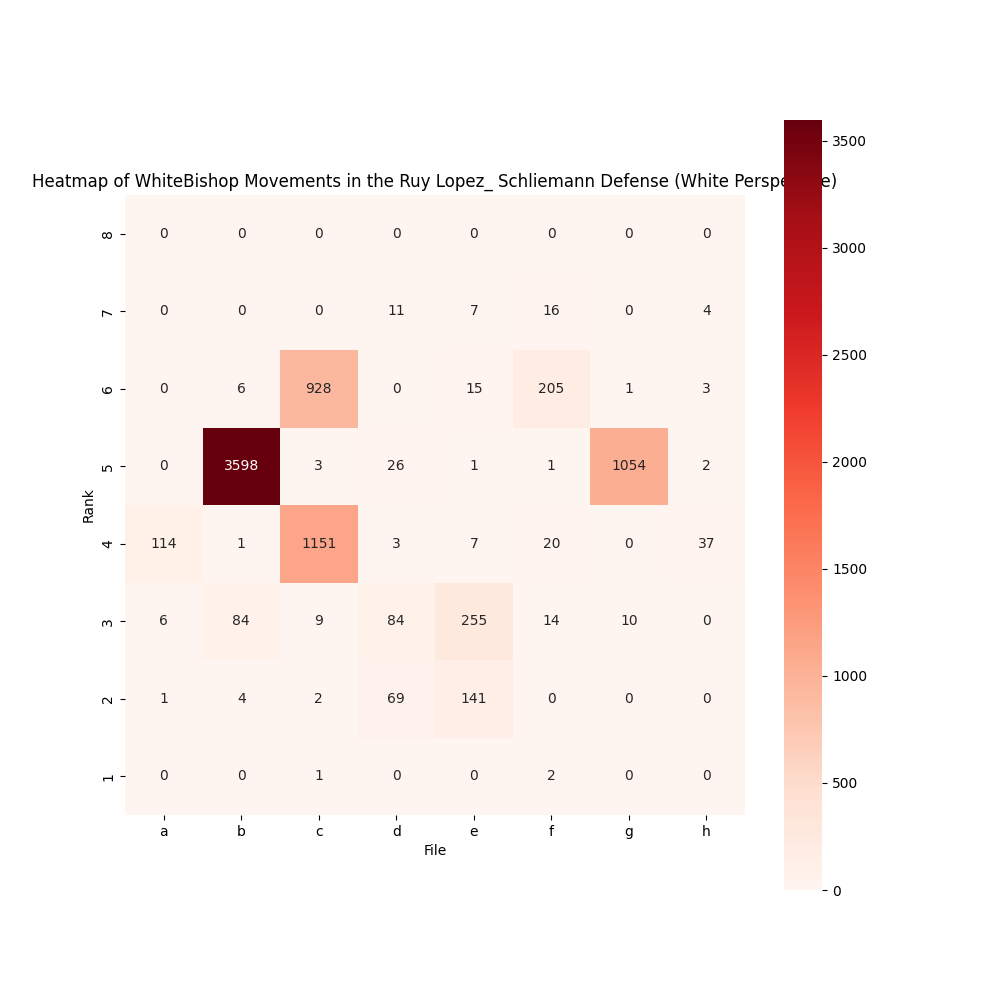 3500
Heatmap of WhiteBishop Movements in the Ruy Lopez_ Schliemann Defense (White Perspe e)
8 0 0 0 0 0 0 0 0
3000
7 0 0 0 11 7 16 0 4
6 0 6 928 0 15 205 1 3
2500
5 0 3598 3 26 1 1 1054 2
2000
Rank
4 114 1 1151 3 7 20 0 37
1500
3 6 84 9 84 255 14 10 0
1000
2 1 4 2 69 141 0 0 0
1 0 0 1 0 0 2 0 0
500
a b c d e f g h
File
0